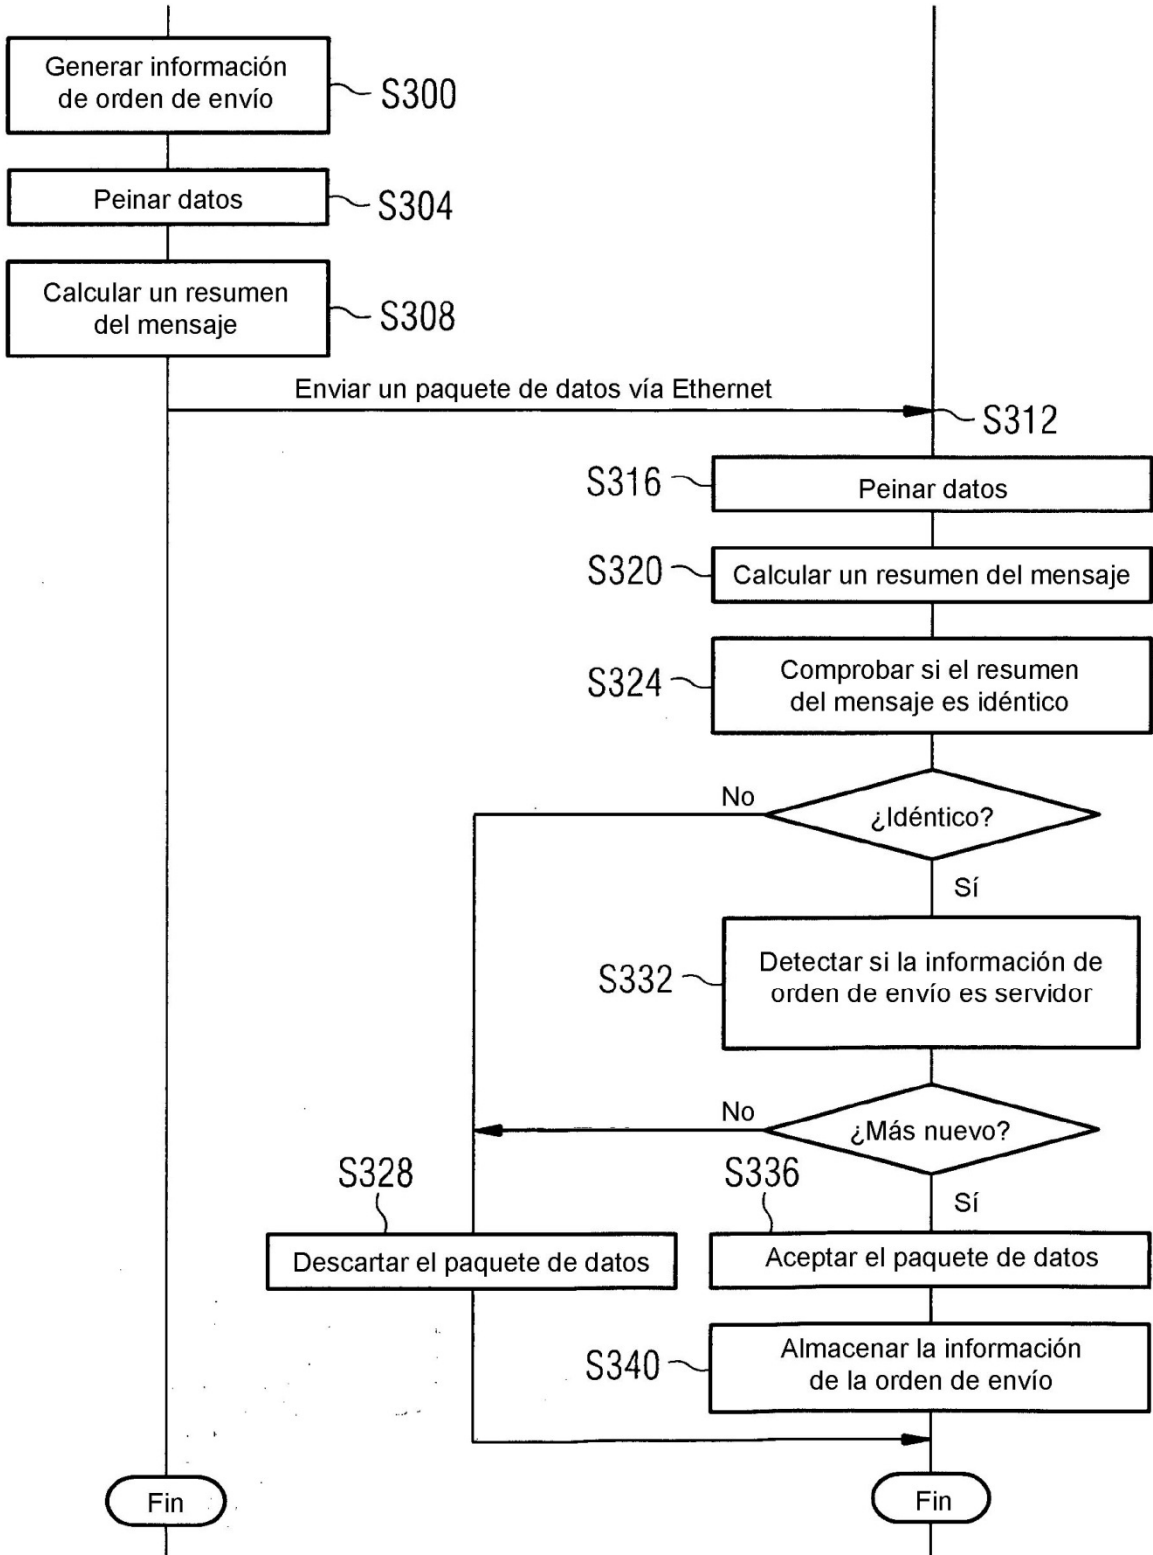 Generar información
de orden de envío
S300
Peinar datos
S304
Calcular un resumen
del mensaje
S308
Enviar un paquete de datos vía Ethernet
S312
S316
Peinar datos
S320
Calcular un resumen del mensaje
S324
Comprobar si el resumen
del mensaje es idéntico
No
¿Idéntico?
Sí
S332
Detectar si la información de
orden de envío es servidor
No
¿Más nuevo?
S328
S336
Sí
Descartar el paquete de datos
Aceptar el paquete de datos
S340
Almacenar la información
de la orden de envío
Fin
Fin